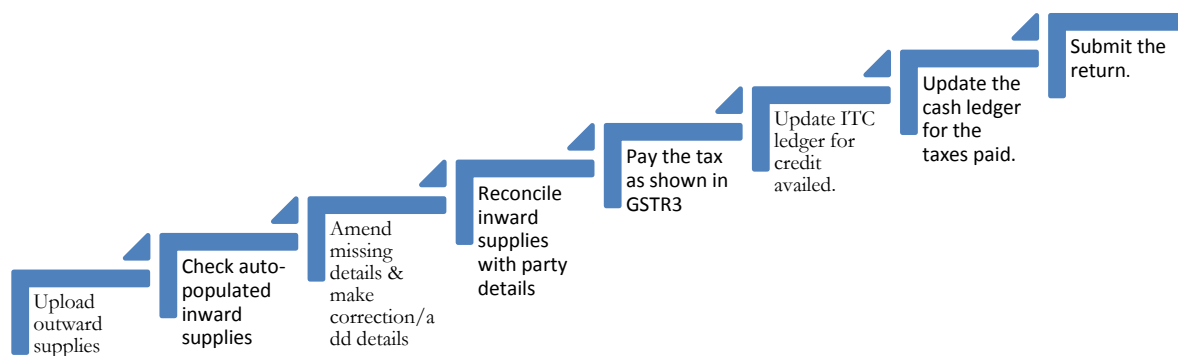 Upload
outward
supplies
Check auto-
populated
inward
supplies
Amend
missing
details &
make
correction/a
dd details
Reconcile
inward
supplies
with party
details
Pay the tax
as shown in
GSTR3
Update ITC
ledger for
credit
availed.
Update the
cash ledger
for the
taxes paid.
Submit the
return.